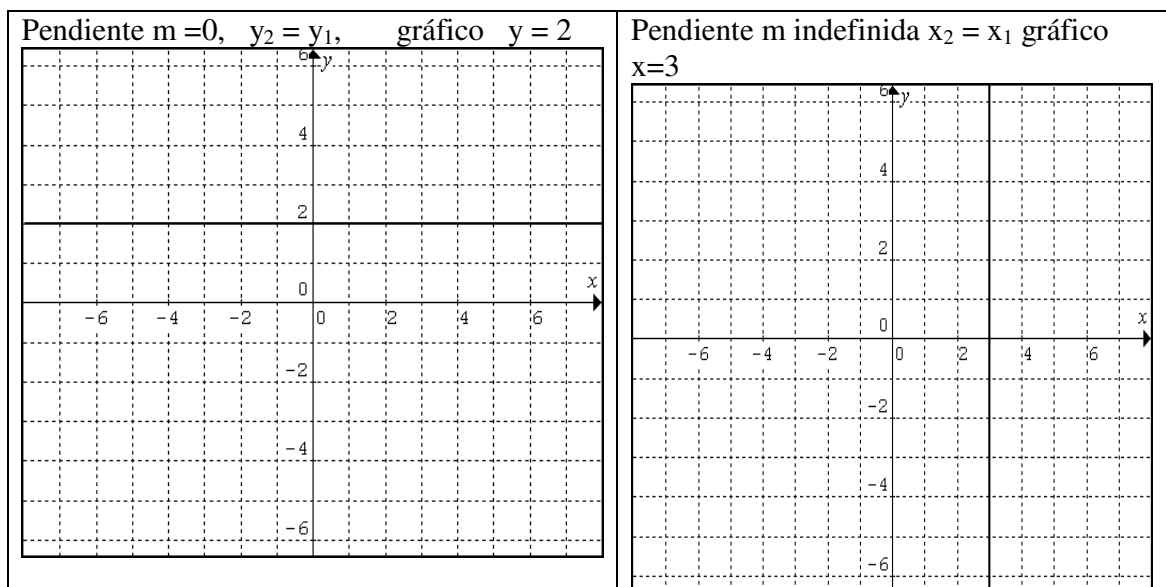 Pendiente m =0, y₂ = y₁, gráfico y = 2
6 y
4
2
0 x
-6 -4 -2 0 2 4 6
-2
-4
-6
Pendiente m indefinida x₂ = x₁ gráfico
x=3
6 y
4
2
0 x
-6 -4 -2 0 2 4 6
-2
-4
-6